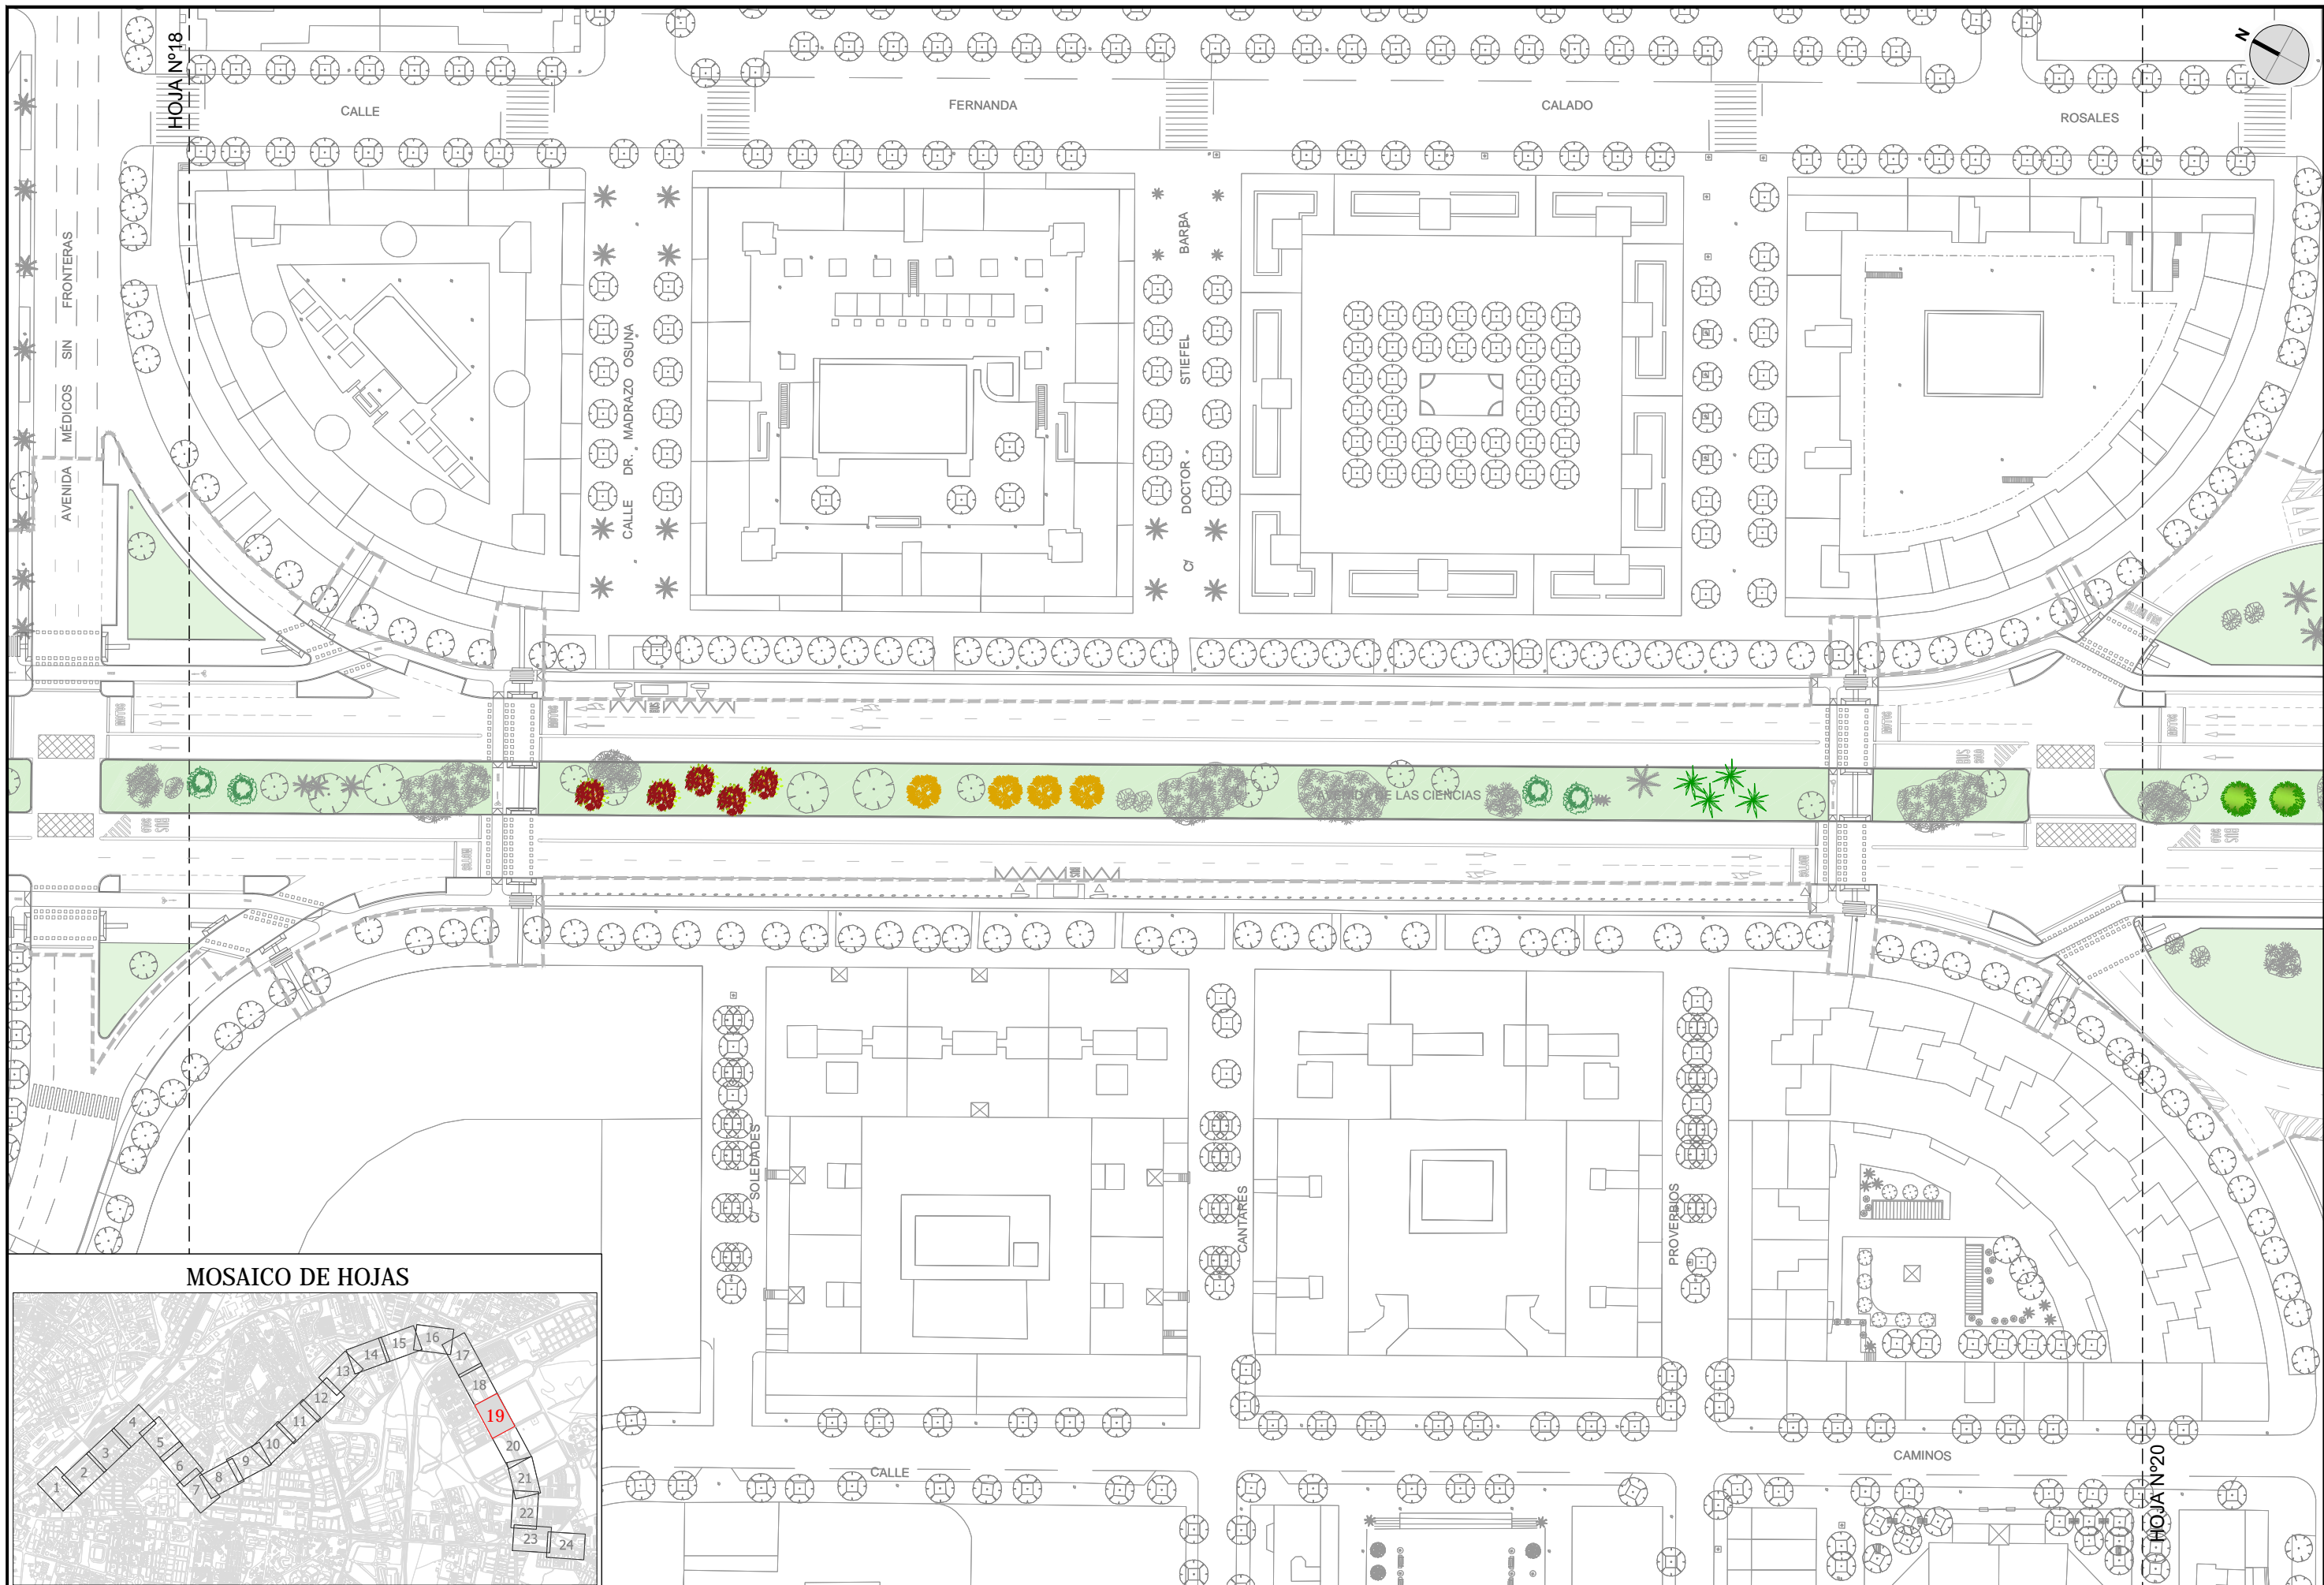 HOJA Nº18
N
CALLE
FERNANDA
CALADO
ROSALES
AVENIDA MÉDICOS SIN FRONTERAS
CALLE DR. MADRAZO OSUNA
C/ DOCTOR STIEFEL BARBA
BUS
AVENIDA DE LAS CIENCIAS
BUS
C/ SOLEDADES
CANTARES
PROVERBIOS
CALLE
CAMINOS
HOJA Nº20
MOSAICO DE HOJAS
1
2
3
4
5
6
7
8
9
10
11
12
13
14
15
16
17
18
19
20
21
22
23
24